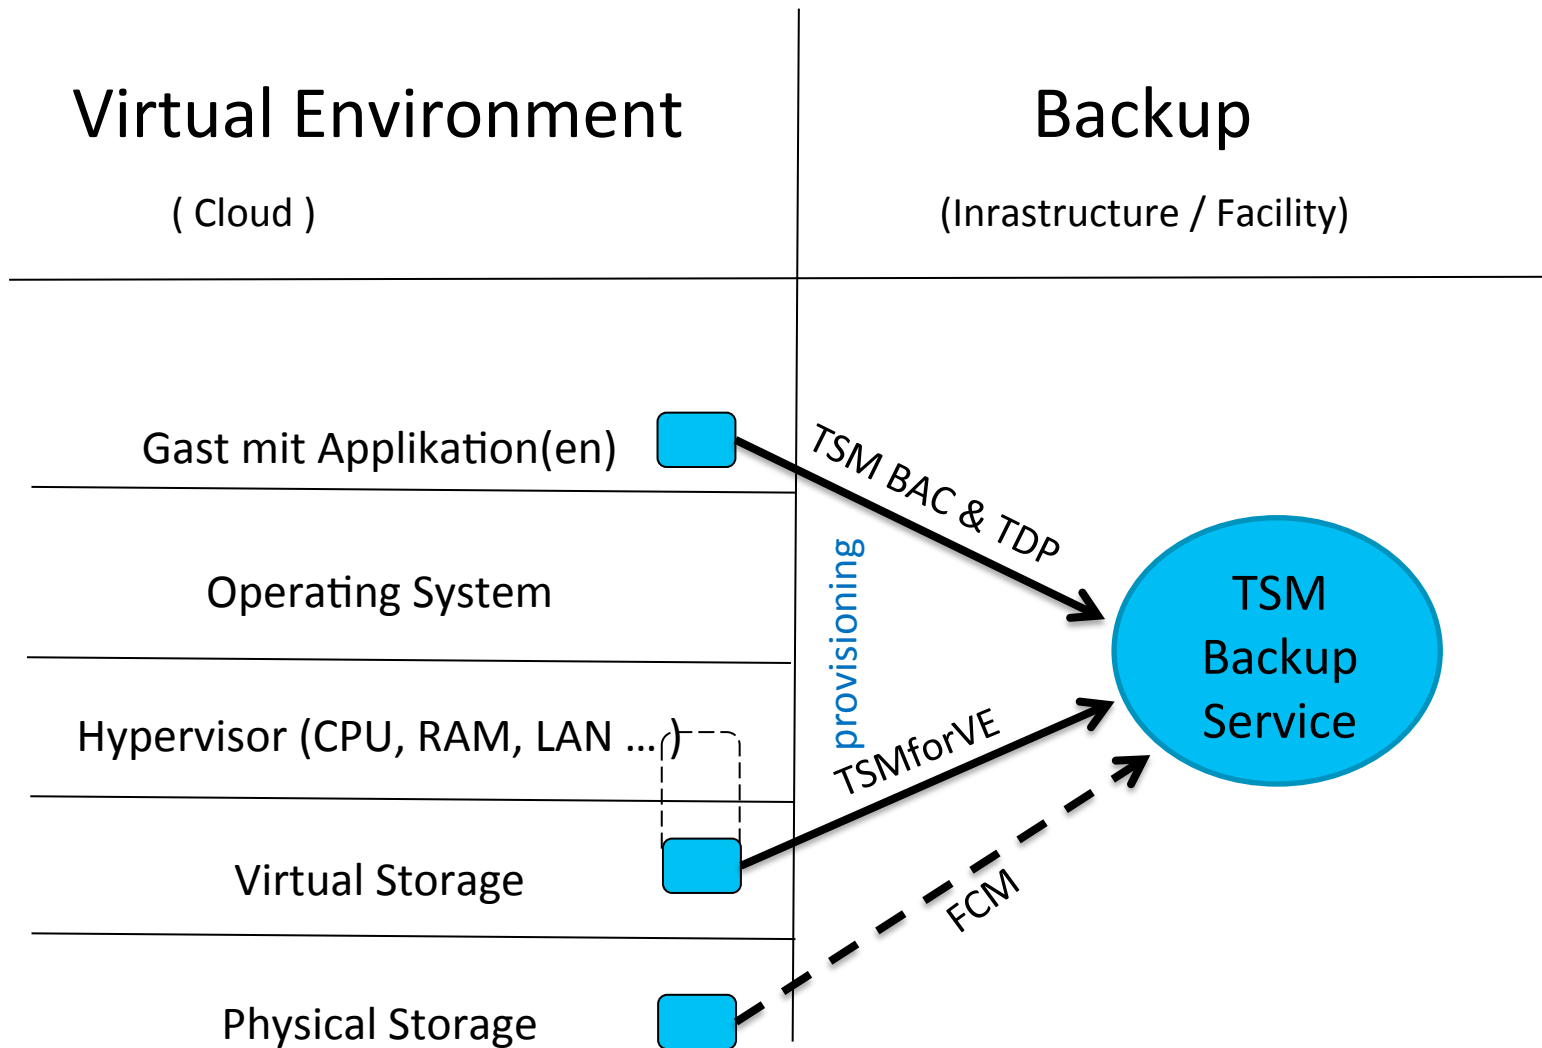 Virtual Environment
Backup
( Cloud )
(Inrastructure / Facility)
Gast mit Applikation(en)
TSM BAC & TDP
Operating System
provisioning
TSM
Backup
Service
Hypervisor (CPU, RAM, LAN ... )
TSMforVE
Virtual Storage
FCM
Physical Storage